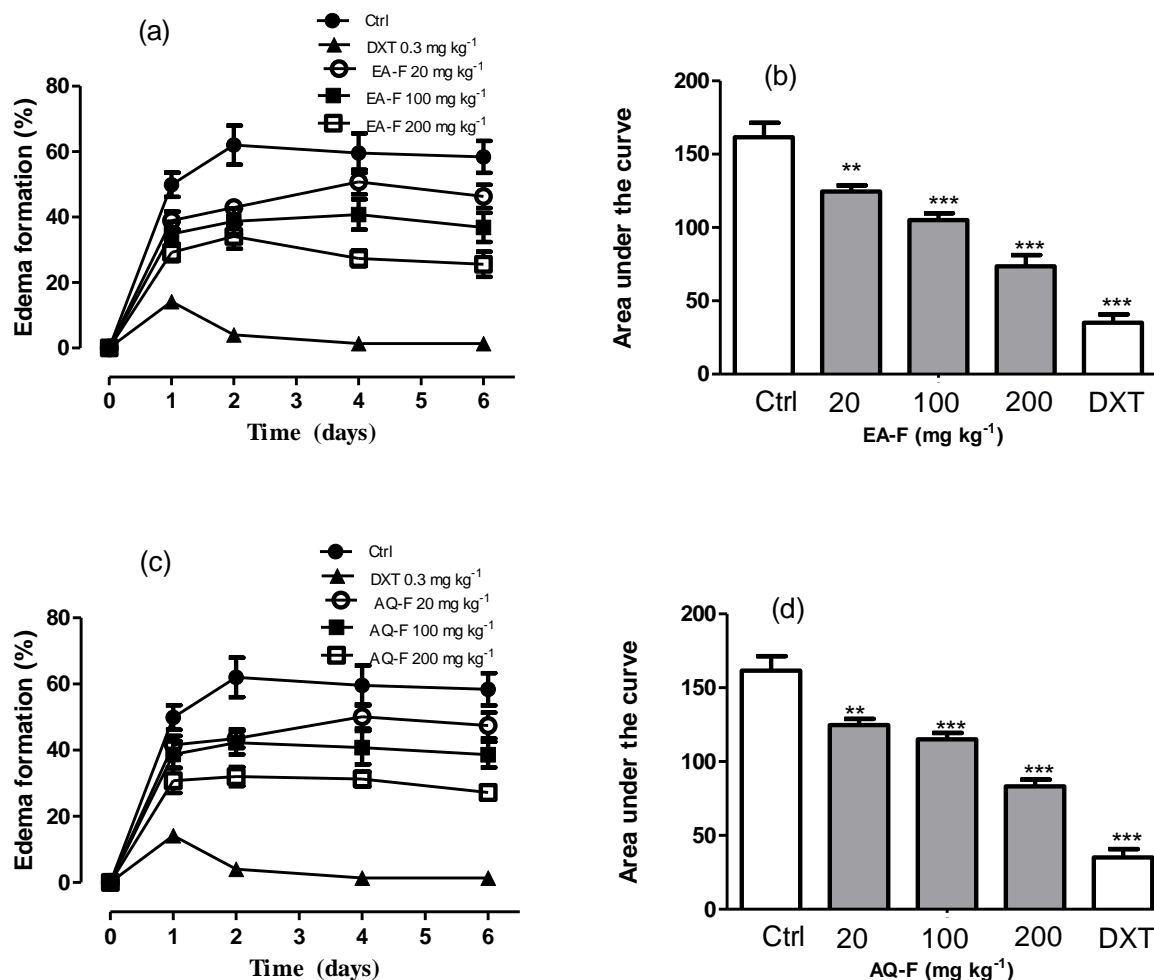 (a)
Ctrl
DXT 0.3 mg kg⁻¹
EA-F 20 mg kg⁻¹
EA-F 100 mg kg⁻¹
EA-F 200 mg kg⁻¹
Edema formation (%)
80
60
40
20
0
0 1 2 3 4 5 6
Time (days)
(b)
Area under the curve
200
150
100
50
0
**
***
***
***
Ctrl 20 100 200 DXT
EA-F (mg kg⁻¹)
(c)
Ctrl
DXT 0.3 mg kg⁻¹
AQ-F 20 mg kg⁻¹
AQ-F 100 mg kg⁻¹
AQ-F 200 mg kg⁻¹
Edema formation (%)
80
60
40
20
0
0 1 2 3 4 5 6
Time (days)
(d)
Area under the curve
200
150
100
50
0
**
***
***
***
Ctrl 20 100 200 DXT
AQ-F (mg kg⁻¹)